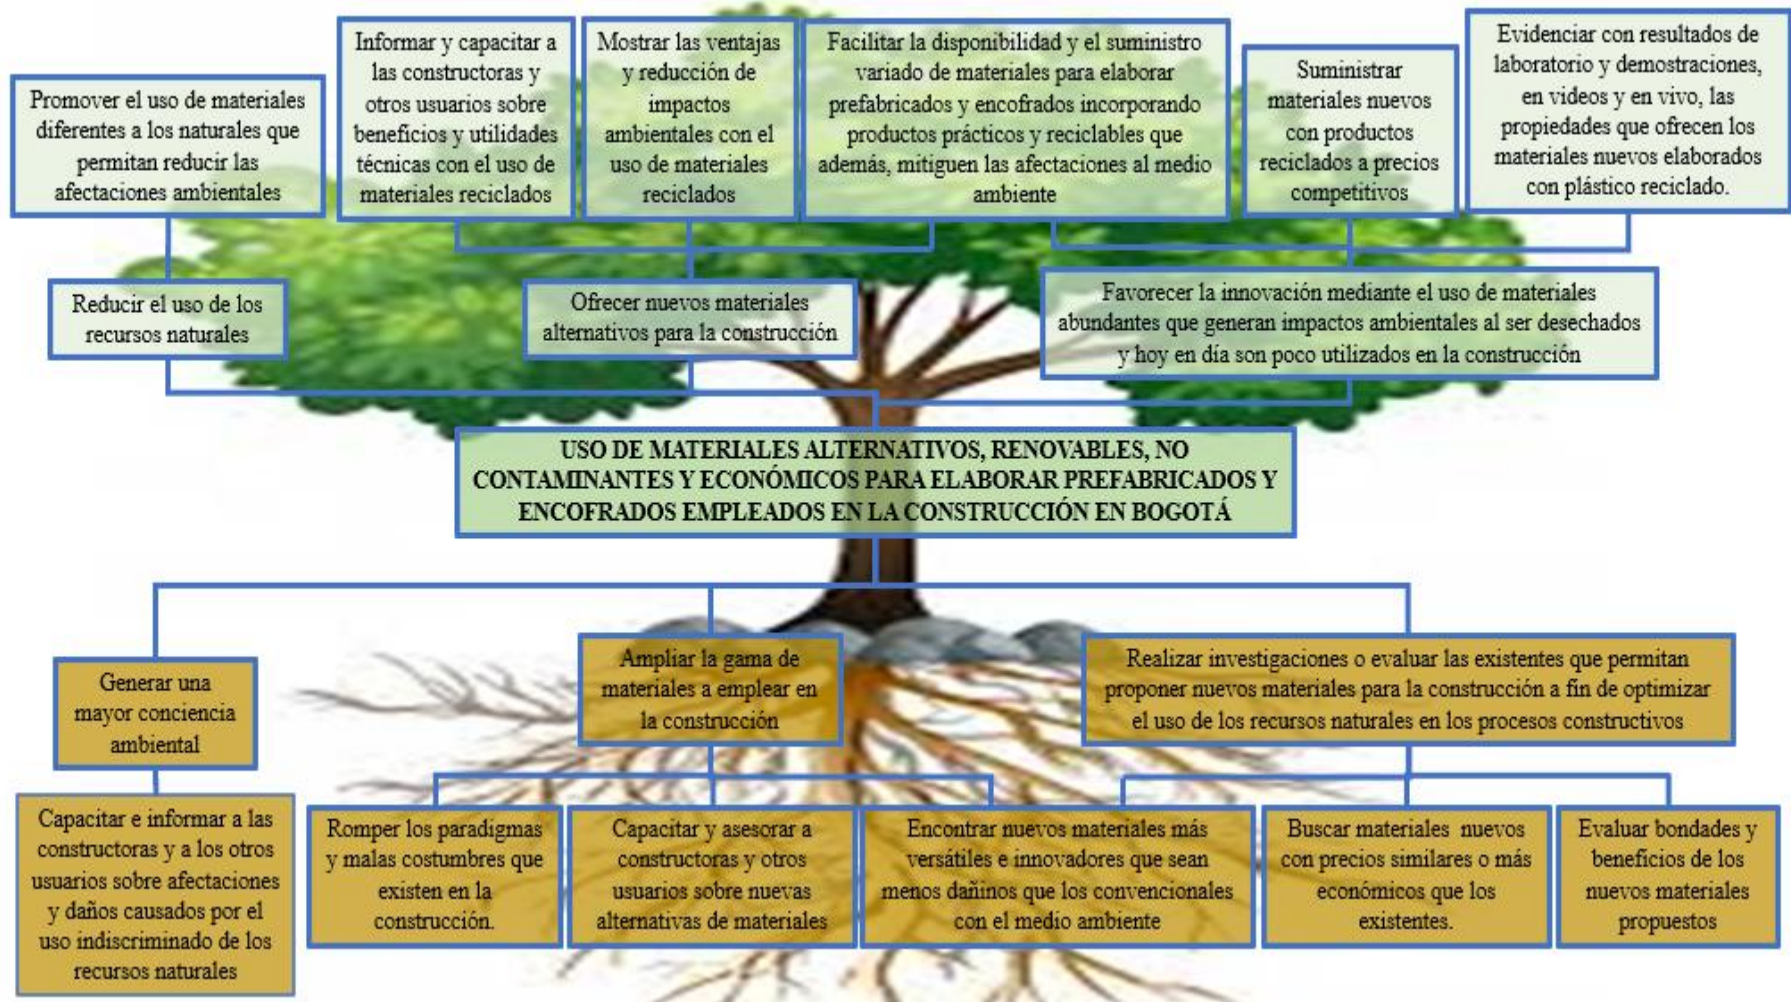 Promover el uso de materiales
diferentes a los naturales que
permitan reducir las
afectaciones ambientales
Informar y capacitar a
las constructoras y
otros usuarios sobre
beneficios y utilidades
técnicas con el uso de
materiales reciclados
Mostrar las ventajas
y reducción de
impactos
ambientales con el
uso de materiales
reciclados
Facilitar la disponibilidad y el suministro
variado de materiales para elaborar
prefabricados y encofrados incorporando
productos prácticos y reciclables que
además, mitiguen las afectaciones al medio
ambiente
Suministrar
materiales nuevos
con productos
reciclados a precios
competitivos
Evidenciar con resultados de
laboratorio y demostraciones,
en videos y en vivo, las
propiedades que ofrecen los
materiales nuevos elaborados
con plástico reciclado.
Reducir el uso de los
recursos naturales
Ofrecer nuevos materiales
alternativos para la construcción
Favorecer la innovación mediante el uso de materiales
abundantes que generan impactos ambientales al ser desechados
y hoy en día son poco utilizados en la construcción
USO DE MATERIALES ALTERNATIVOS, RENOVABLES, NO
CONTAMINANTES Y ECONÓMICOS PARA ELABORAR PREFABRICADOS Y
ENCOFRADOS EMPLEADOS EN LA CONSTRUCCIÓN EN BOGOTÁ
Generar una
mayor conciencia
ambiental
Ampliar la gama de
materiales a emplear en
la construcción
Realizar investigaciones o evaluar las existentes que permitan
proponer nuevos materiales para la construcción a fin de optimizar
el uso de los recursos naturales en los procesos constructivos
Capacitar e informar a las
constructoras y a los otros
usuarios sobre afectaciones
y daños causados por el
uso indiscriminado de los
recursos naturales
Romper los paradigmas
y malas costumbres que
existen en la
construcción.
Capacitar y asesorar a
constructoras y otros
usuarios sobre nuevas
alternativas de materiales
Encontrar nuevos materiales más
versátiles e innovadores que sean
menos dañinos que los convencionales
con el medio ambiente
Buscar materiales nuevos
con precios similares o más
económicos que los
existentes.
Evaluar bondades y
beneficios de los
nuevos materiales
propuestos